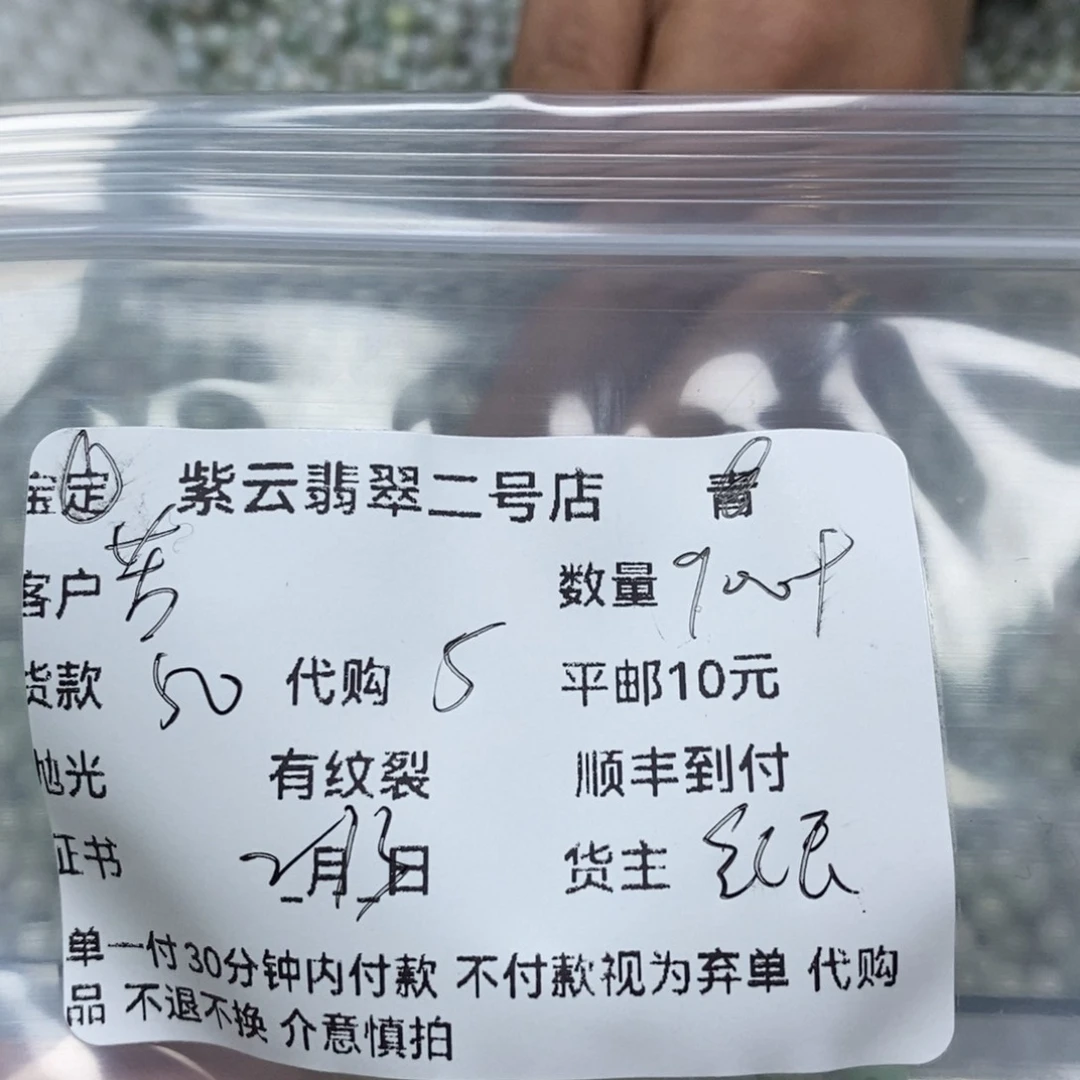 宝定 紫云翡翠二号店
客户 数量
货款 50 代购 5 平邮10元
抛光 有纹裂 顺丰到付
证书 2月13日 货主
单一付30分钟内付款 不付款视为弃单 代购
品 不退不换 介意慎拍